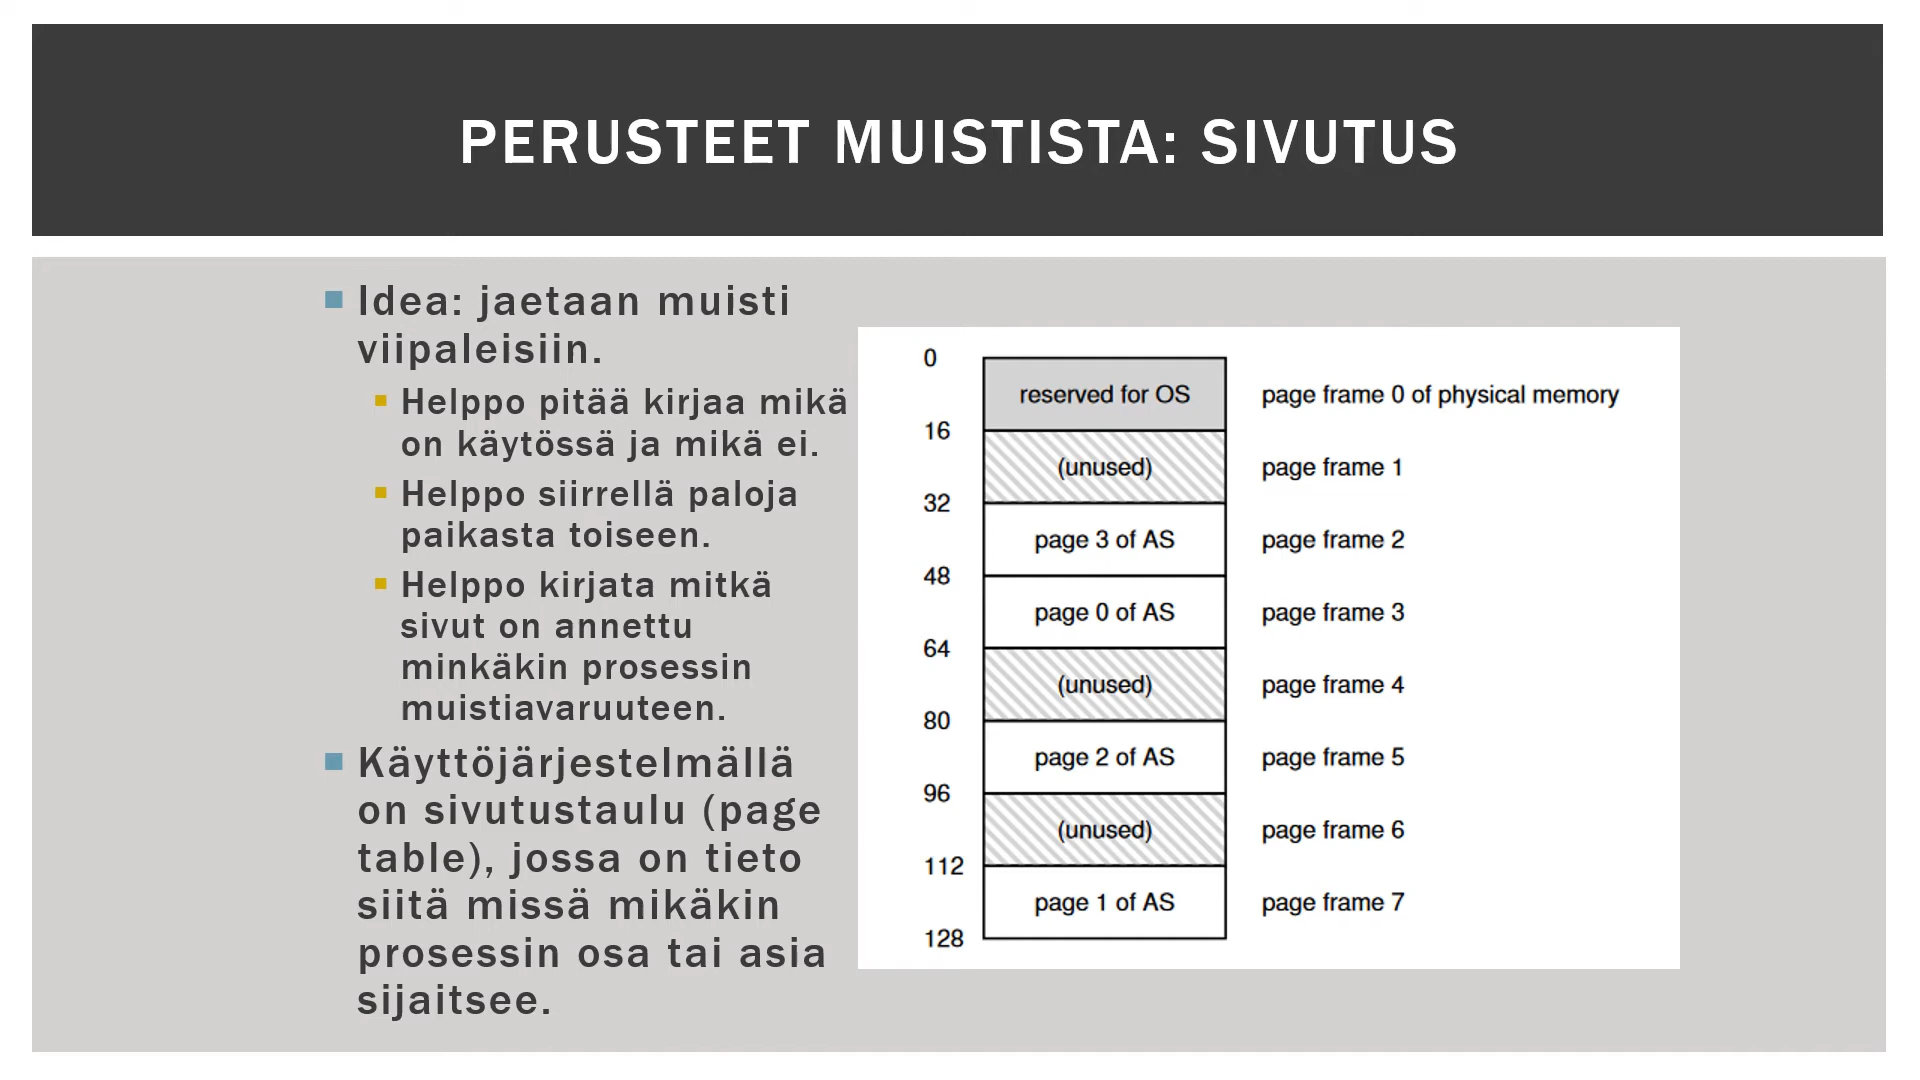 PERUSTEET MUISTISTA: SIVUTUS
Idea: jaetaan muisti
viipaleisiin.
Helppo pitää kirjaa mikä
on käytössä ja mikä ei.
Helppo siirrellä paloja
paikasta toiseen.
Helppo kirjata mitkä
sivut on annettu
minkäkin prosessin
muistiavaruuteen.
Käyttöjärjestelmällä
on sivutustaulu (page
table), jossa on tieto
siitä missä mikäkin
prosessin osa tai asia
sijaitsee.
0
reserved for OS page frame 0 of physical memory
16
(unused) page frame 1
32
page 3 of AS page frame 2
48
page 0 of AS page frame 3
64
(unused) page frame 4
80
page 2 of AS page frame 5
96
(unused) page frame 6
112
page 1 of AS page frame 7
128